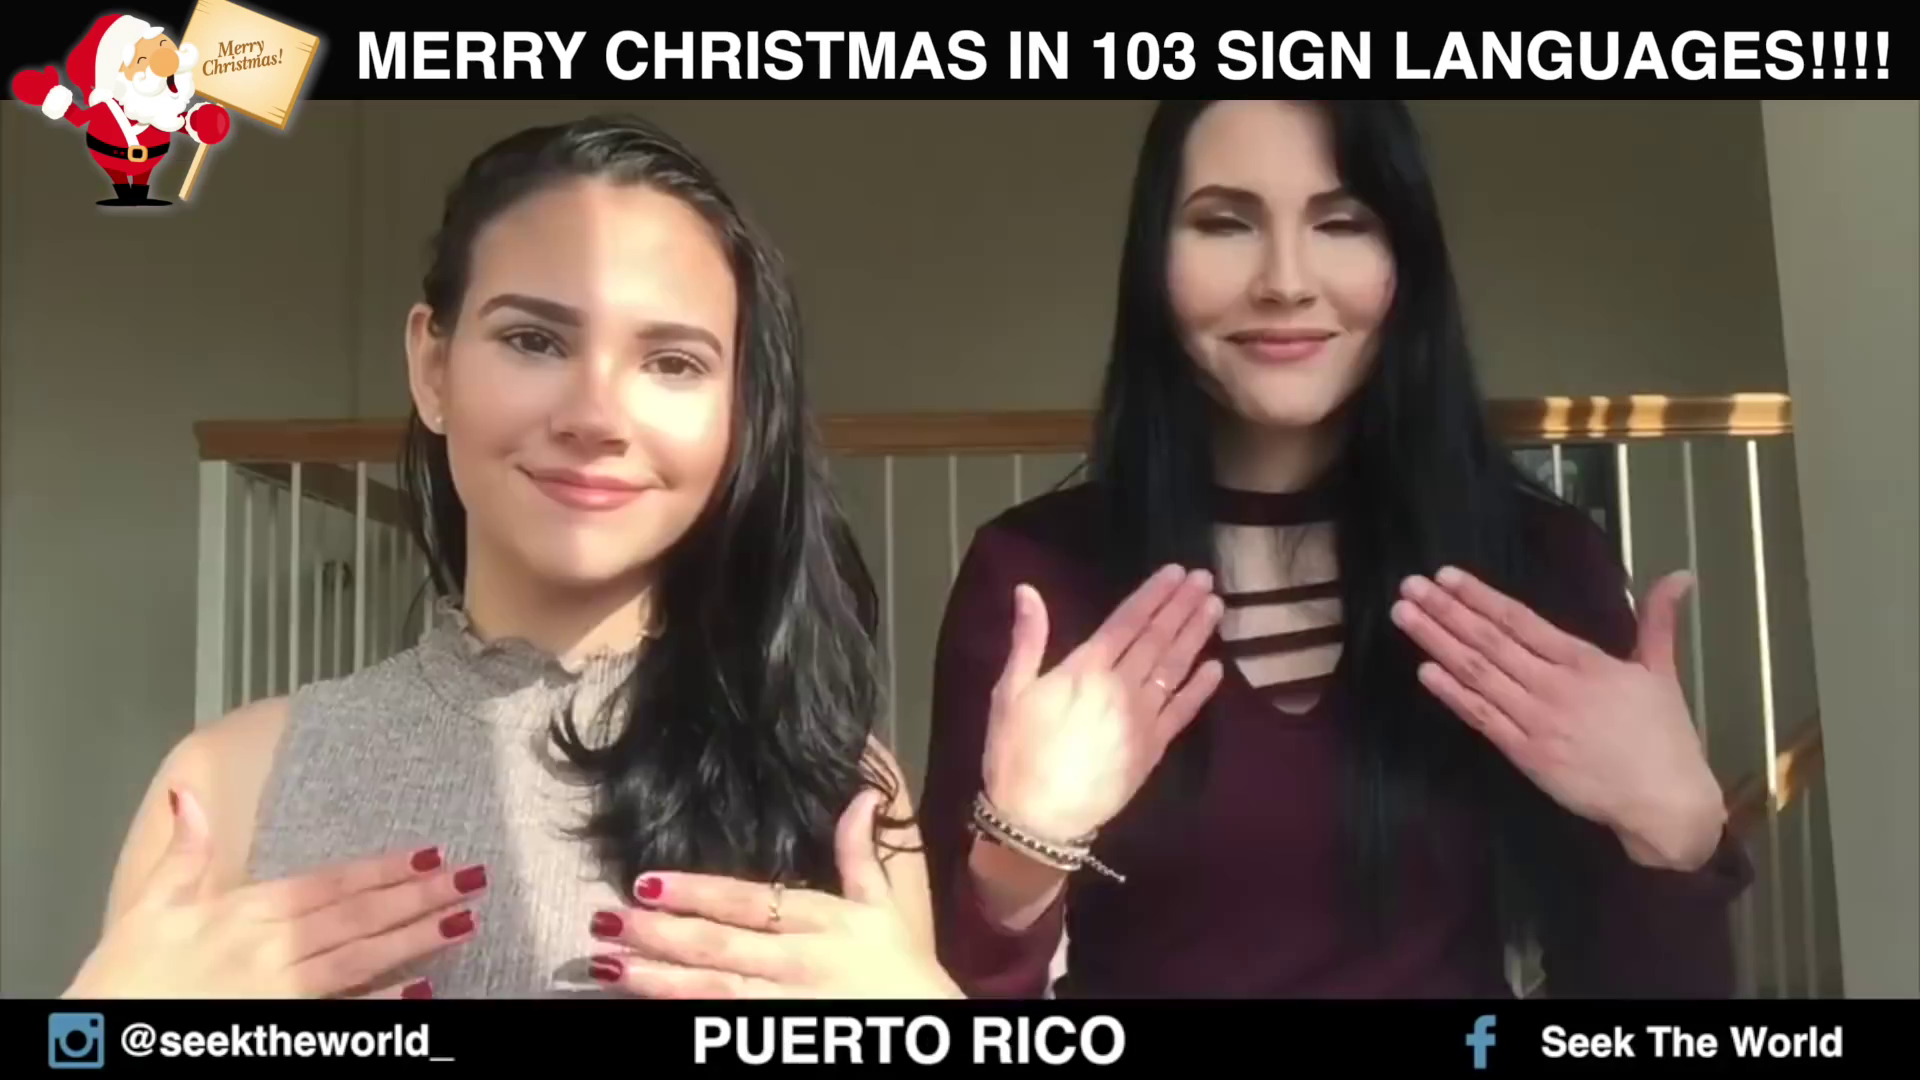 Merry
Christmas!
MERRY CHRISTMAS IN 103 SIGN LANGUAGES!!!!
@seektheworld_
PUERTO RICO
Seek The World